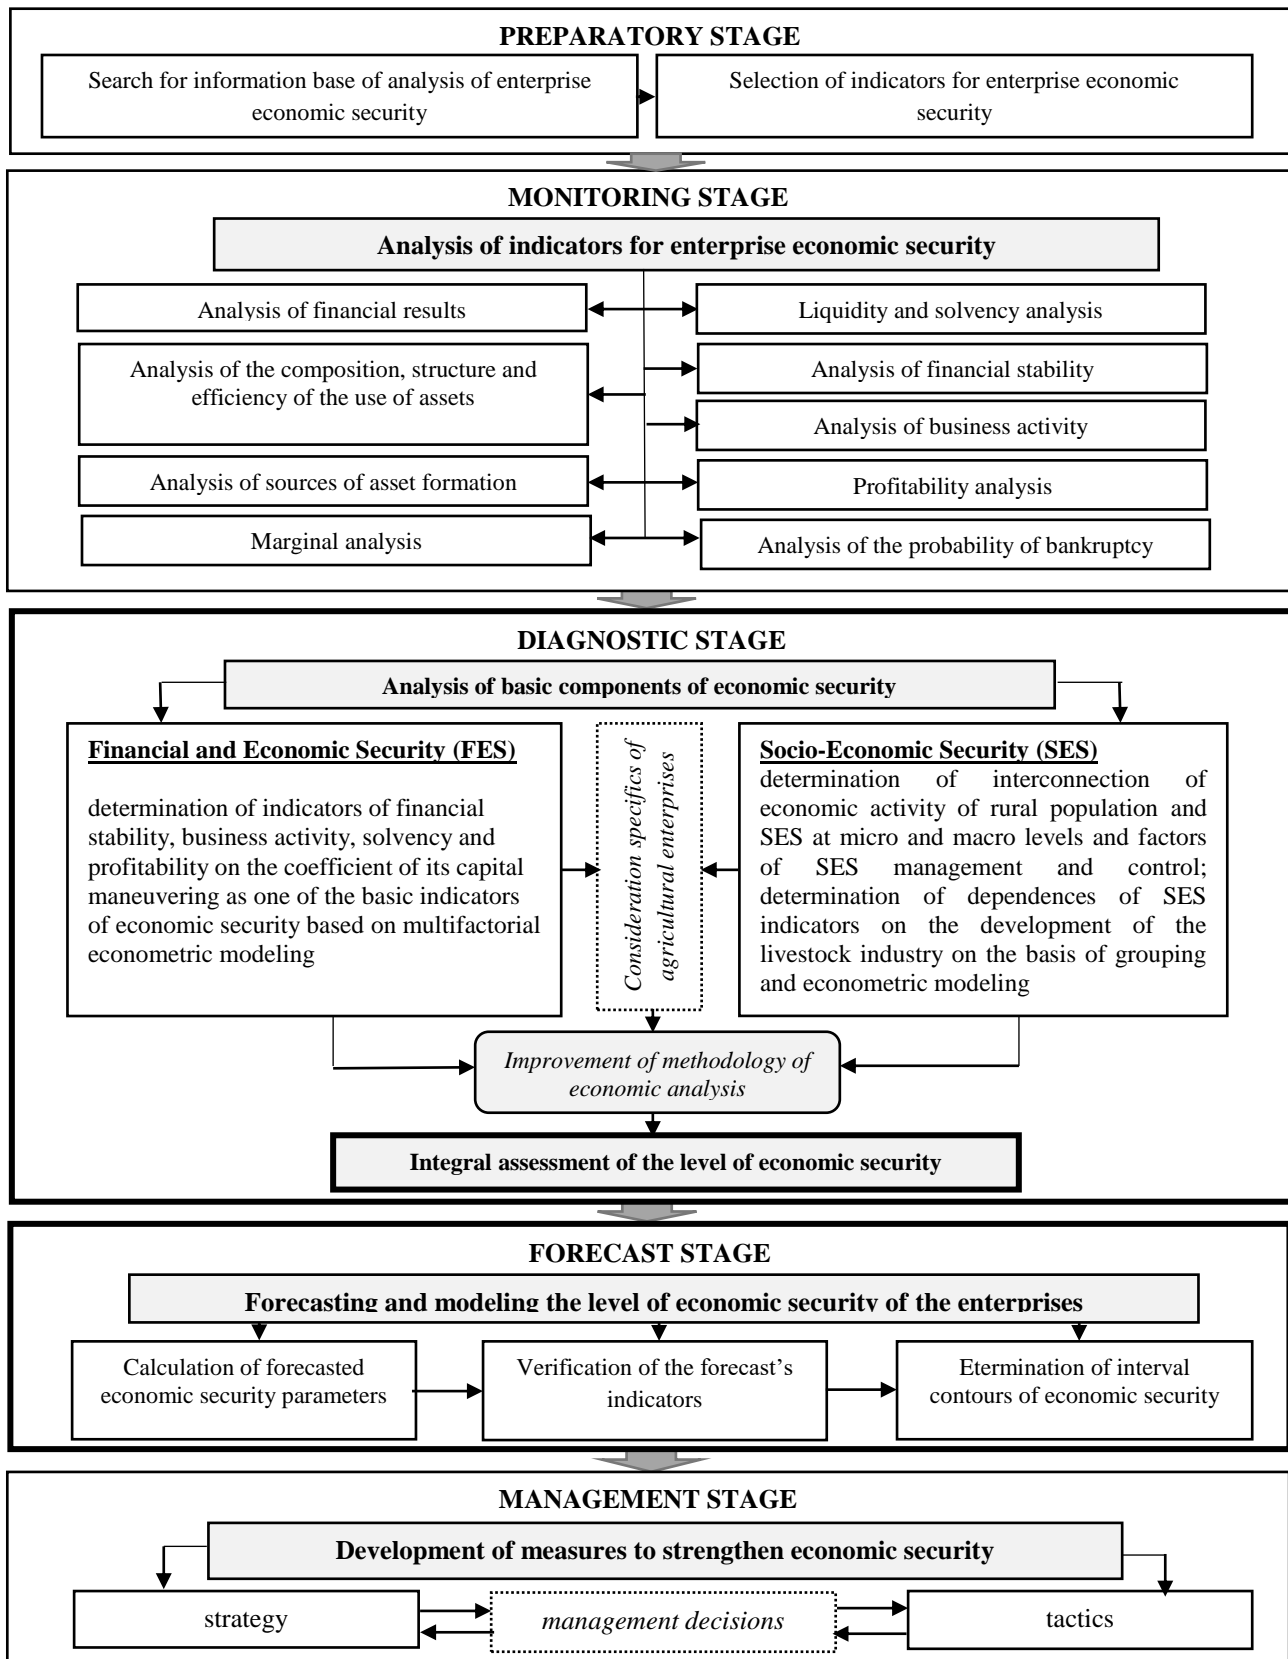 PREPARATORY STAGE
Search for information base of analysis of enterprise
economic security
Selection of indicators for enterprise economic
security
MONITORING STAGE
Analysis of indicators for enterprise economic security
Analysis of financial results
Liquidity and solvency analysis
Analysis of the composition, structure and
efficiency of the use of assets
Analysis of financial stability
Analysis of business activity
Analysis of sources of asset formation
Profitability analysis
Marginal analysis
Analysis of the probability of bankruptcy
DIAGNOSTIC STAGE
Analysis of basic components of economic security
Financial and Economic Security (FES)
determination of indicators of financial
stability, business activity, solvency and
profitability on the coefficient of its capital
maneuvering as one of the basic indicators
of economic security based on multifactorial
econometric modeling
Consideration specifics of
agricultural enterprises
Socio-Economic Security (SES)
determination of interconnection of
economic activity of rural population and
SES at micro and macro levels and factors
of SES management and control;
determination of dependences of SES
indicators on the development of the
livestock industry on the basis of grouping
and econometric modeling
Improvement of methodology of
economic analysis
Integral assessment of the level of economic security
FORECAST STAGE
Forecasting and modeling the level of economic security of the enterprises
Calculation of forecasted
economic security parameters
Verification of the forecast’s
indicators
Etermination of interval
contours of economic security
MANAGEMENT STAGE
Development of measures to strengthen economic security
strategy
management decisions
tactics